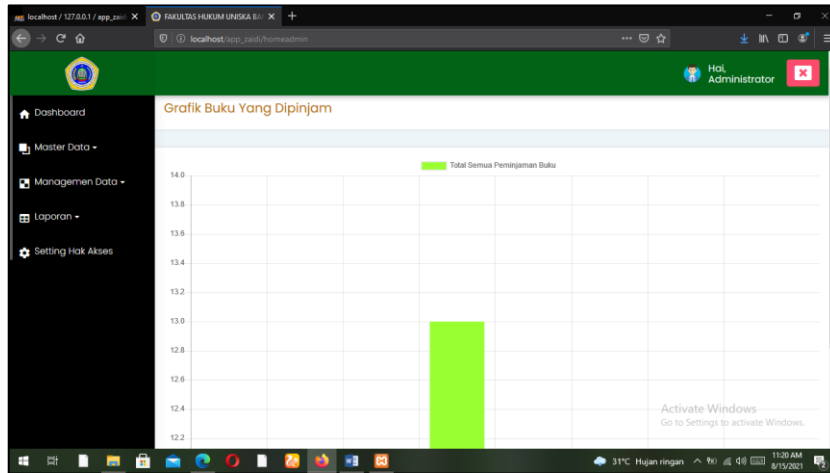 localhost / 127.0.0.1 / app_zaid
FAKULTAS HUKUM UNISKA BA
localhost/app_zaidi/homeadmin
Hai,
Administrator
Dashboard
Master Data
Managemen Data
Laporan
Setting Hak Akses
Grafik Buku Yang Dipinjam
Total Semua Peminjaman Buku
14.0
13.8
13.6
13.4
13.2
13.0
12.8
12.6
12.4
12.2
Activate Windows
Go to Settings to activate Windows.
31°C Hujan ringan
11:20 AM
8/15/2021